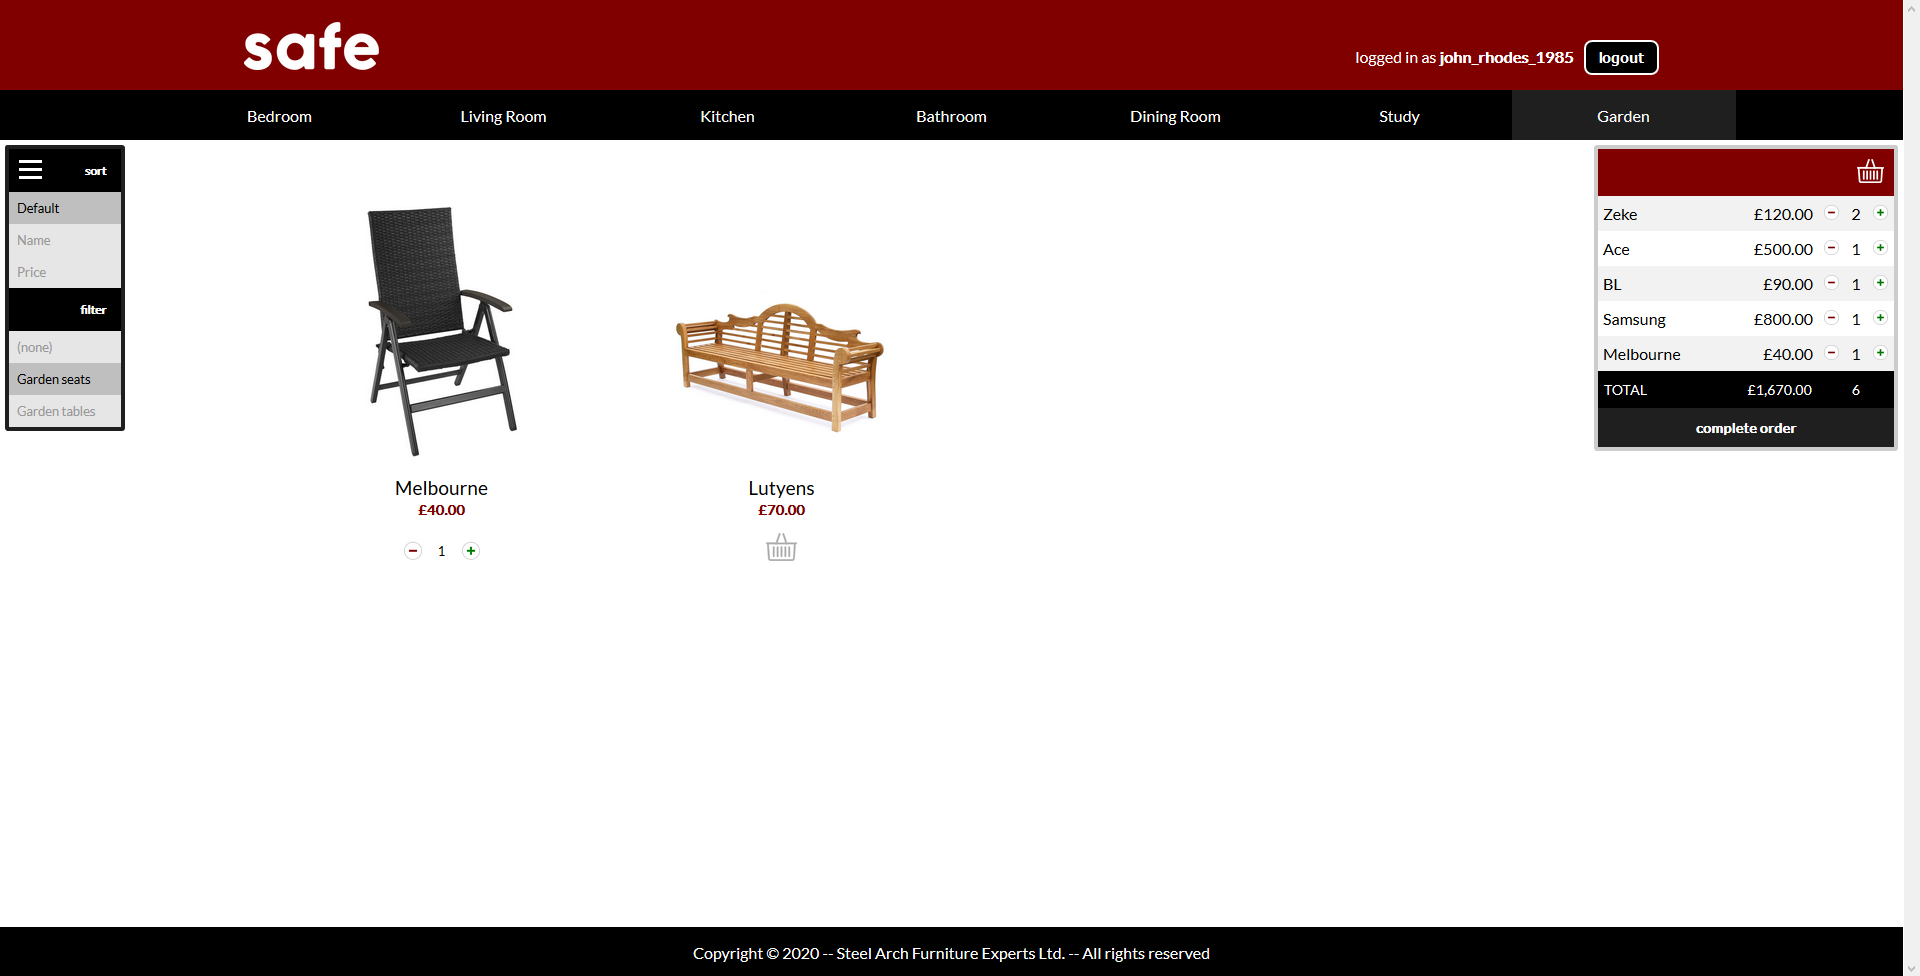 safe
logged in as john_rhodes_1985 logout
Bedroom Living Room Kitchen Bathroom Dining Room Study Garden
sort
Default
Name
Price
filter
(none)
Garden seats
Garden tables
Melbourne
£40.00
1
Lutyens
£70.00
Zeke £120.00 2
Ace £500.00 1
BL £90.00 1
Samsung £800.00 1
Melbourne £40.00 1
TOTAL £1,670.00 6
complete order
Copyright © 2020 -- Steel Arch Furniture Experts Ltd. -- All rights reserved